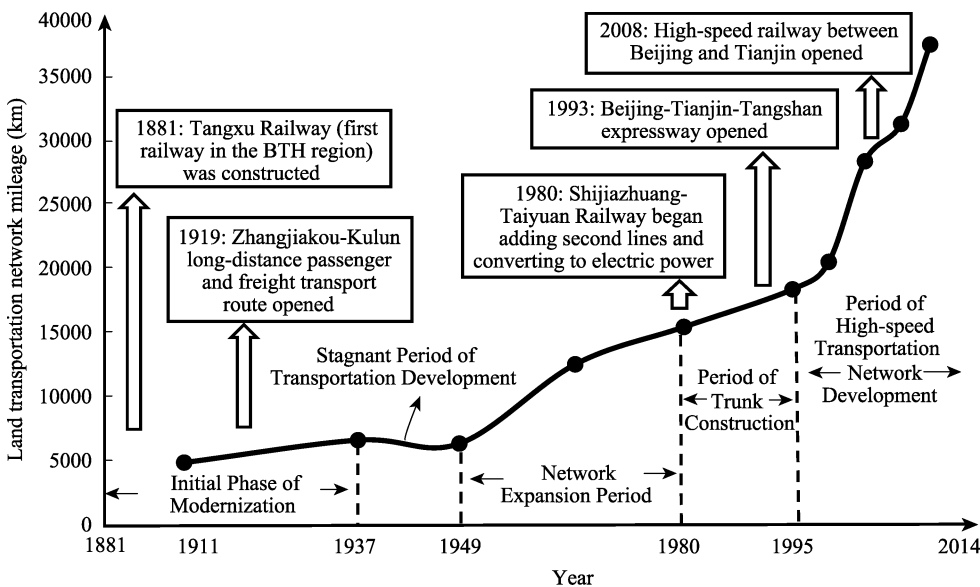 Land transportation network mileage (km)
40000
35000
30000
25000
20000
15000
10000
5000
0
1881: Tangxu Railway (first
railway in the BTH region)
was constructed
1919: Zhangjiakou-Kulun
long-distance passenger
and freight transport
route opened
2008: High-speed railway between
Beijing and Tianjin opened
1993: Beijing-Tianjin-Tangshan
expressway opened
1980: Shijiazhuang-
Taiyuan Railway began
adding second lines and
converting to electric power
Stagnant Period of
Transportation Development
Initial Phase of
Modernization
Network
Expansion Period
Period of
Trunk
Construction
Period of
High-speed
Transportation
Network
Development
1881
1911
1937
1949
1980
1995
2014
Year